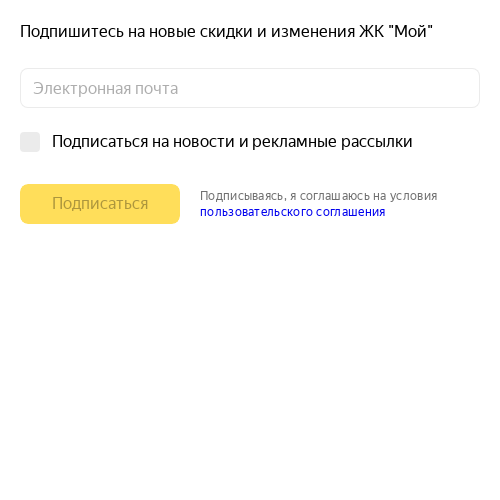 Подпишитесь на новые скидки и изменения ЖК "Мой"
Электронная почта
Подписаться на новости и рекламные рассылки
Подписаться
Подписываясь, я соглашаюсь на условия
пользовательского соглашения